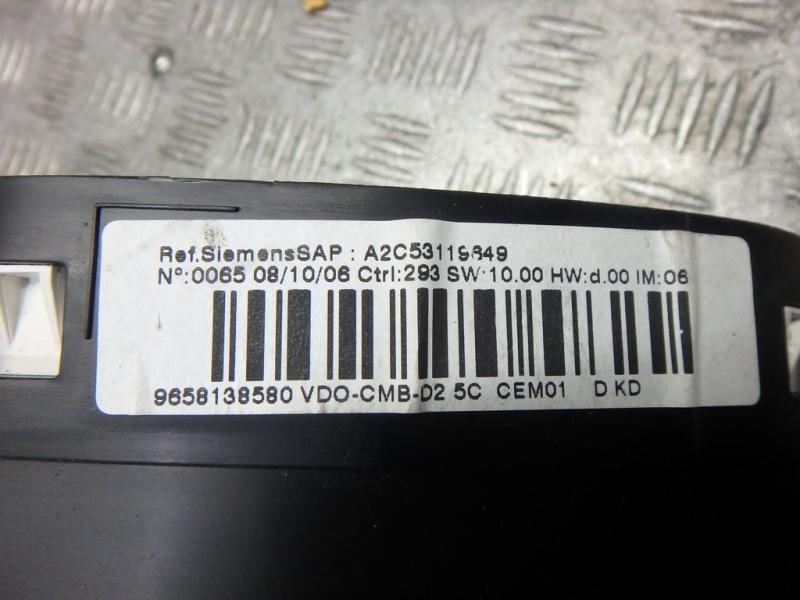 Ref.SiemensSAP : A2C53119649
Nº:0065 08/10/06 Ctrl:293 SW:10.00 HW:d.00 IM:06
9658138580 VDO-CMB-D2 5C CEM01 D KD